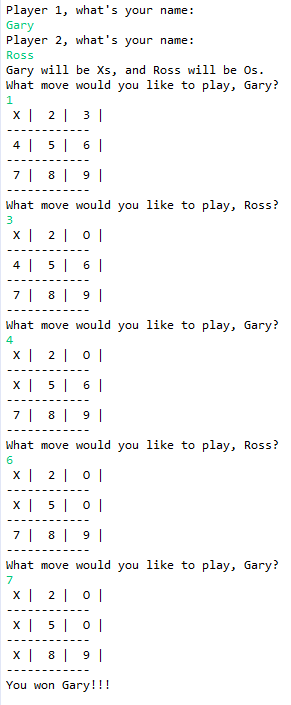 Player 1, what's your name:
Gary
Player 2, what's your name:
Ross
Gary will be Xs, and Ross will be Os.
What move would you like to play, Gary?
1
X | 2 | 3 |
------------
4 | 5 | 6 |
------------
7 | 8 | 9 |
------------
What move would you like to play, Ross?
3
X | 2 | O |
------------
4 | 5 | 6 |
------------
7 | 8 | 9 |
------------
What move would you like to play, Gary?
4
X | 2 | O |
------------
X | 5 | 6 |
------------
7 | 8 | 9 |
------------
What move would you like to play, Ross?
6
X | 2 | O |
------------
X | 5 | O |
------------
7 | 8 | 9 |
------------
What move would you like to play, Gary?
7
X | 2 | O |
------------
X | 5 | O |
------------
X | 8 | 9 |
------------
You won Gary!!!